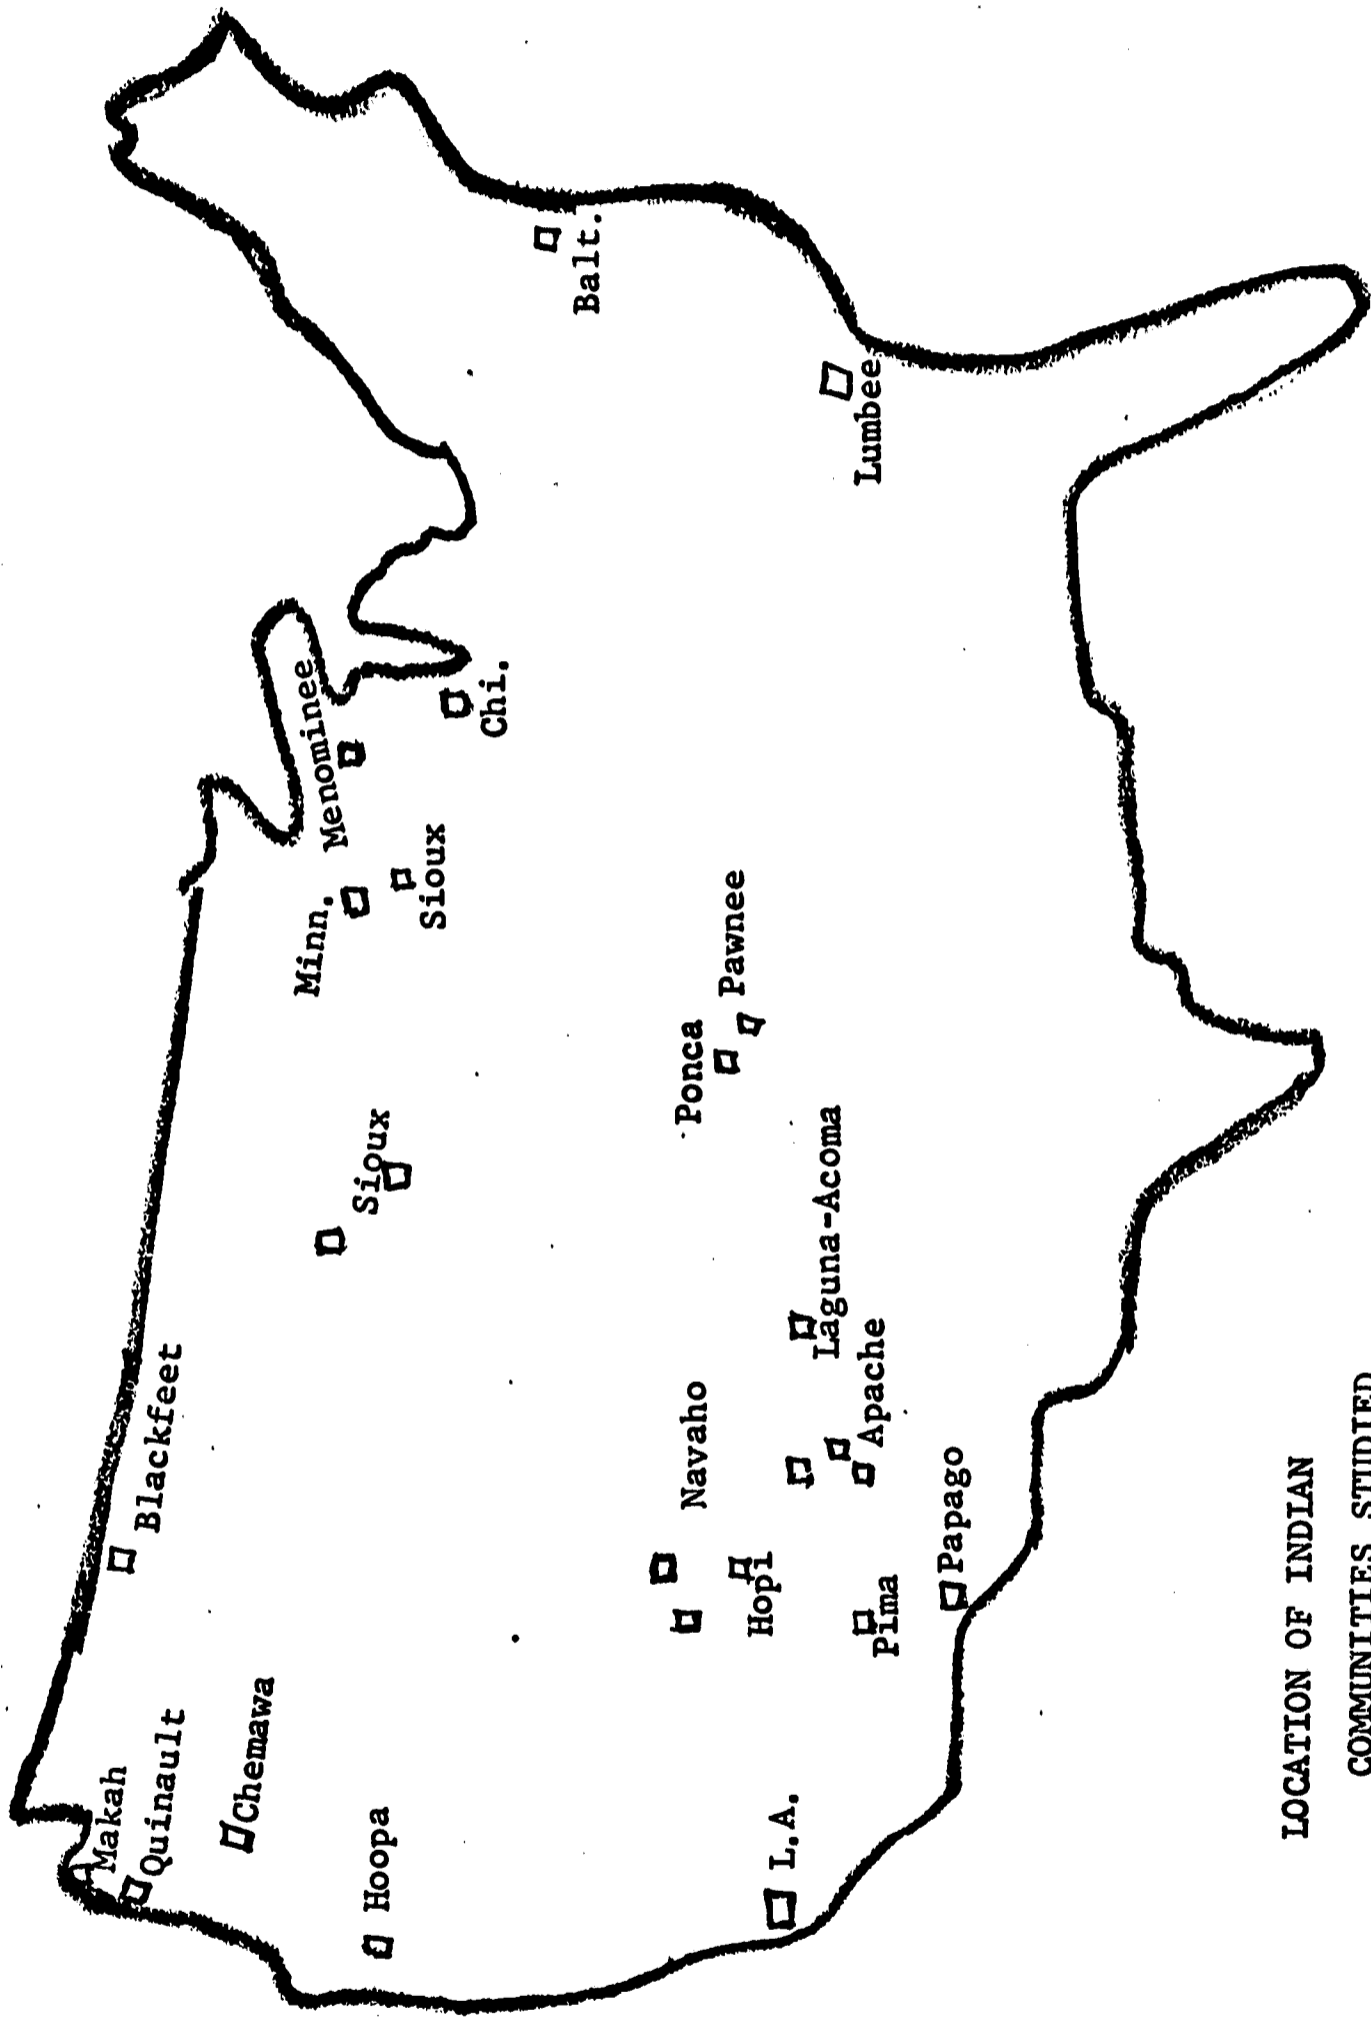 Makah
Quinault
Chemawa
Hoopa
Blackfeet
Sioux
Minn.
Menominee
Sioux
Chi.
Balt.
Lumbee
Ponca
Pawnee
Navaho
Hopi
Laguna-Acoma
Apache
Pima
Papago
L.A.
LOCATION OF INDIAN
COMMUNITIES STUDIED